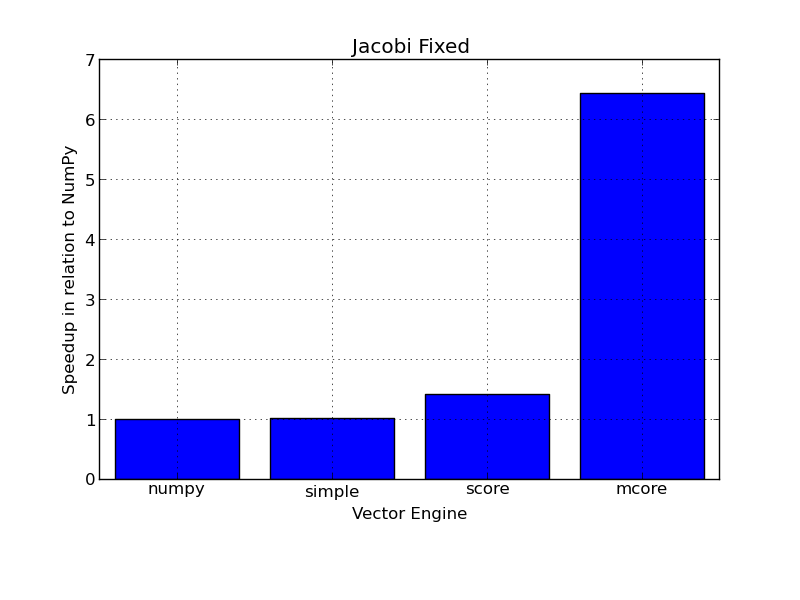 Jacobi Fixed
7
6
5
4
3
2
1
0
Speedup in relation to NumPy
numpy simple score mcore
Vector Engine